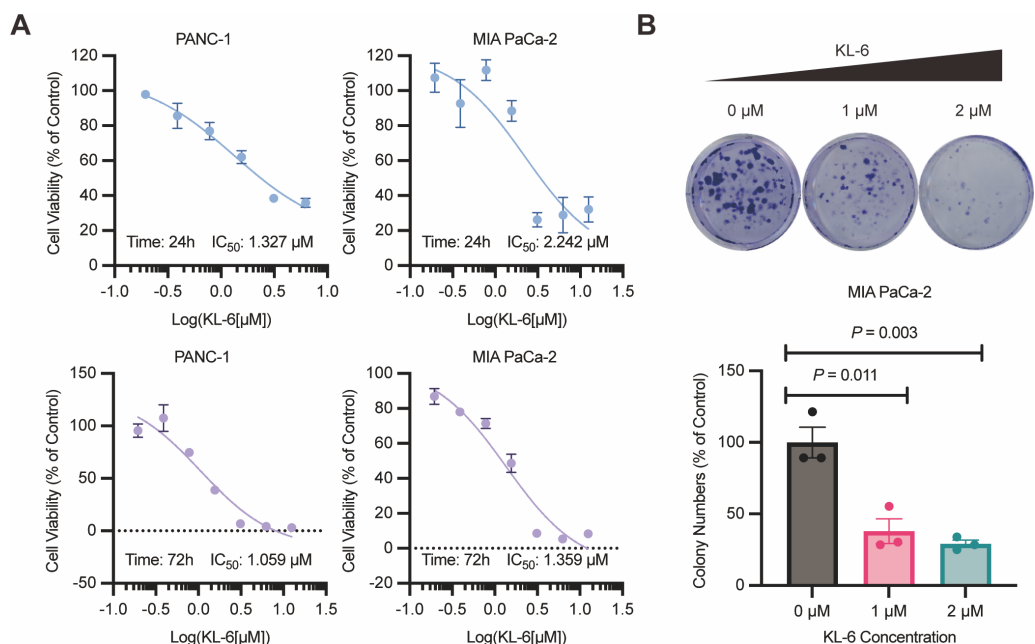 A
PANC-1
Cell Viability (% of Control)
120
100
80
60
40
20
0
Time: 24h IC50: 1.327 µM
-1.0 -0.5 0.0 0.5 1.0
Log(KL-6[µM])
MIA PaCa-2
Cell Viability (% of Control)
120
100
80
60
40
20
0
Time: 24h IC50: 2.242 µM
-1.0 -0.5 0.0 0.5 1.0 1.5
Log(KL-6[µM])
PANC-1
Cell Viability (% of Control)
150
100
50
0
-50
Time: 72h IC50: 1.059 µM
-1.0 -0.5 0.0 0.5 1.0 1.5
Log(KL-6[µM])
MIA PaCa-2
Cell Viability (% of Control)
100
80
60
40
20
0
-20
Time: 72h IC50: 1.359 µM
-1.0 -0.5 0.0 0.5 1.0 1.5
Log(KL-6[µM])
B
KL-6
0 µM 1 µM 2 µM
MIA PaCa-2
P = 0.003
P = 0.011
Colony Numbers (% of Control)
150
100
50
0
0 µM 1 µM 2 µM
KL-6 Concentration